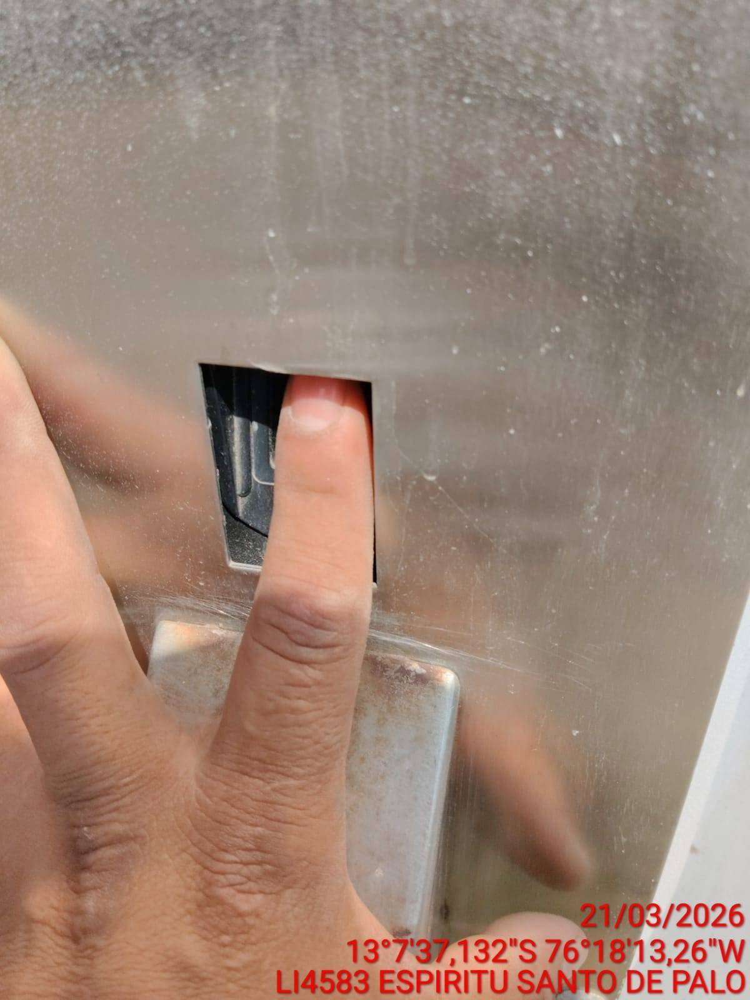 21/03/2026
13°7'37,132"S 76°18'13,26"W
LI4583 ESPIRITU SANTO DE PALO